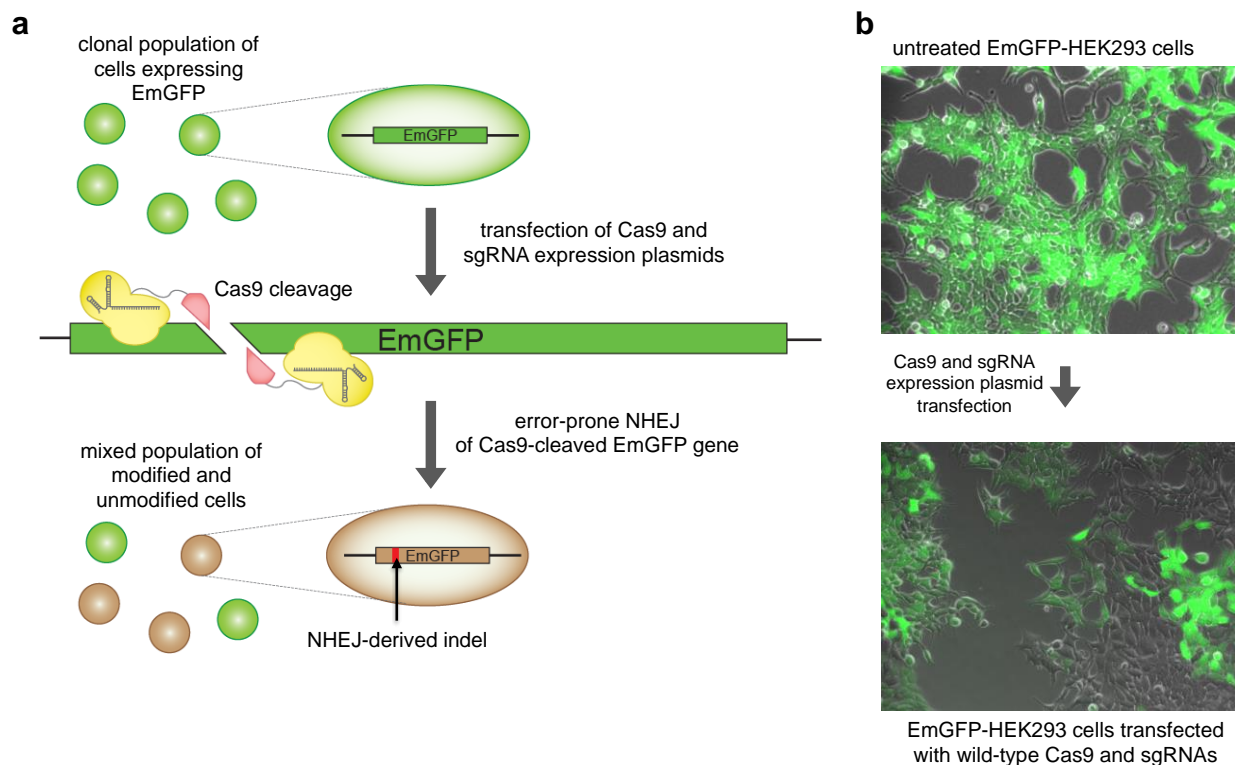 a
clonal population of
cells expressing
EmGFP
EmGFP
transfection of Cas9 and
sgRNA expression plasmids
Cas9 cleavage
EmGFP
error-prone NHEJ
of Cas9-cleaved EmGFP gene
mixed population of
modified and
unmodified cells
EmGFP
NHEJ-derived indel
b
untreated EmGFP-HEK293 cells
Cas9 and sgRNA
expression plasmid
transfection
EmGFP-HEK293 cells transfected
with wild-type Cas9 and sgRNAs